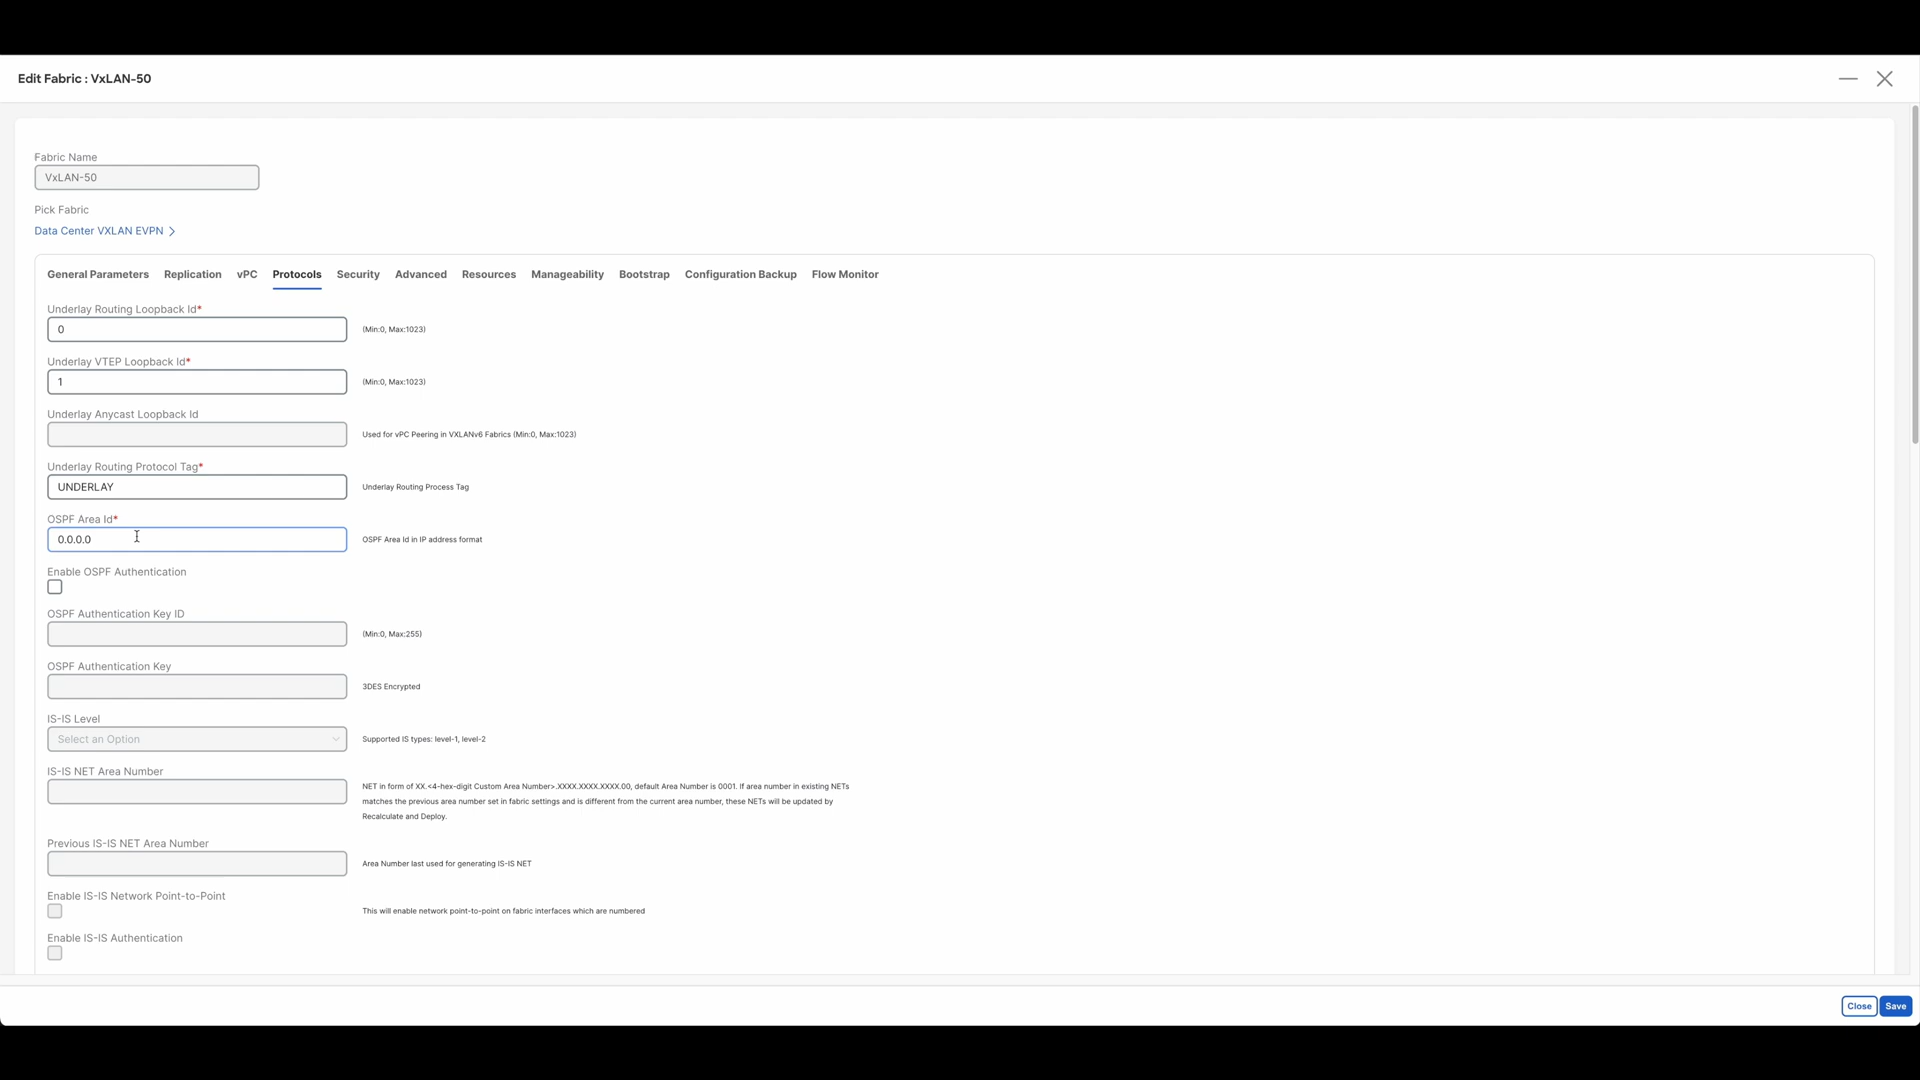 Edit Fabric : VxLAN-50
Fabric Name
VxLAN-50
Pick Fabric
Data Center VXLAN EVPN
General Parameters Replication vPC Protocols Security Advanced Resources Manageability Bootstrap Configuration Backup Flow Monitor
Underlay Routing Loopback Id*
0 (Min:0, Max:1023)
Underlay VTEP Loopback Id*
1 (Min:0, Max:1023)
Underlay Anycast Loopback Id
Used for vPC Peering in VXLANv6 Fabrics (Min:0, Max:1023)
Underlay Routing Protocol Tag*
UNDERLAY Underlay Routing Process Tag
OSPF Area Id*
0.0.0.0 OSPF Area Id in IP address format
Enable OSPF Authentication
OSPF Authentication Key ID
(Min:0, Max:255)
OSPF Authentication Key
3DES Encrypted
IS-IS Level
Select an Option Supported IS types: level-1, level-2
IS-IS NET Area Number
NET in form of XX.<4-hex-digit Custom Area Number>.XXXX.XXXX.XXXX.00, default Area Number is 0001. If area number in existing NETs
matches the previous area number set in fabric settings and is different from the current area number, these NETs will be updated by
Recalculate and Deploy.
Previous IS-IS NET Area Number
Area Number last used for generating IS-IS NET
Enable IS-IS Network Point-to-Point
This will enable network point-to-point on fabric interfaces which are numbered
Enable IS-IS Authentication
Close Save